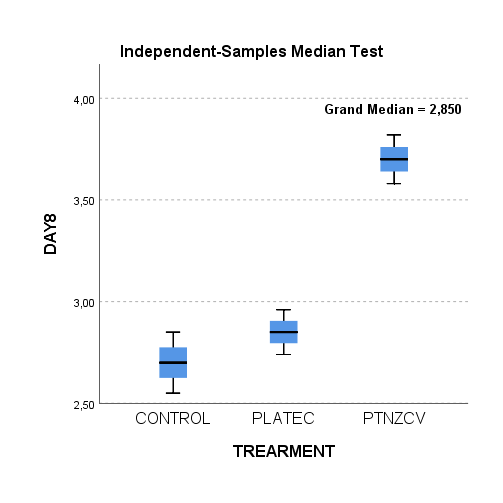 Independent-Samples Median Test
Grand Median = 2,850
4,00
3,50
3,00
2,50
DAY8
CONTROL PLATEC PTNZCV
TREARMENT